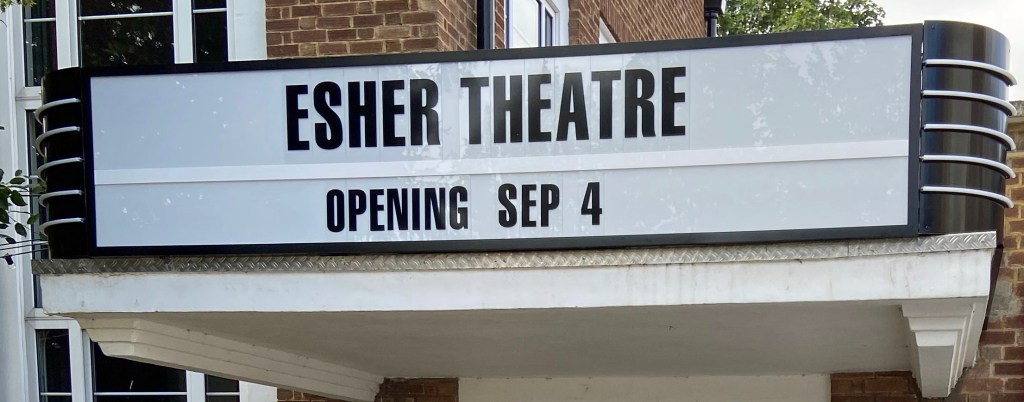 ESHER THEATRE
OPENING SEP 4